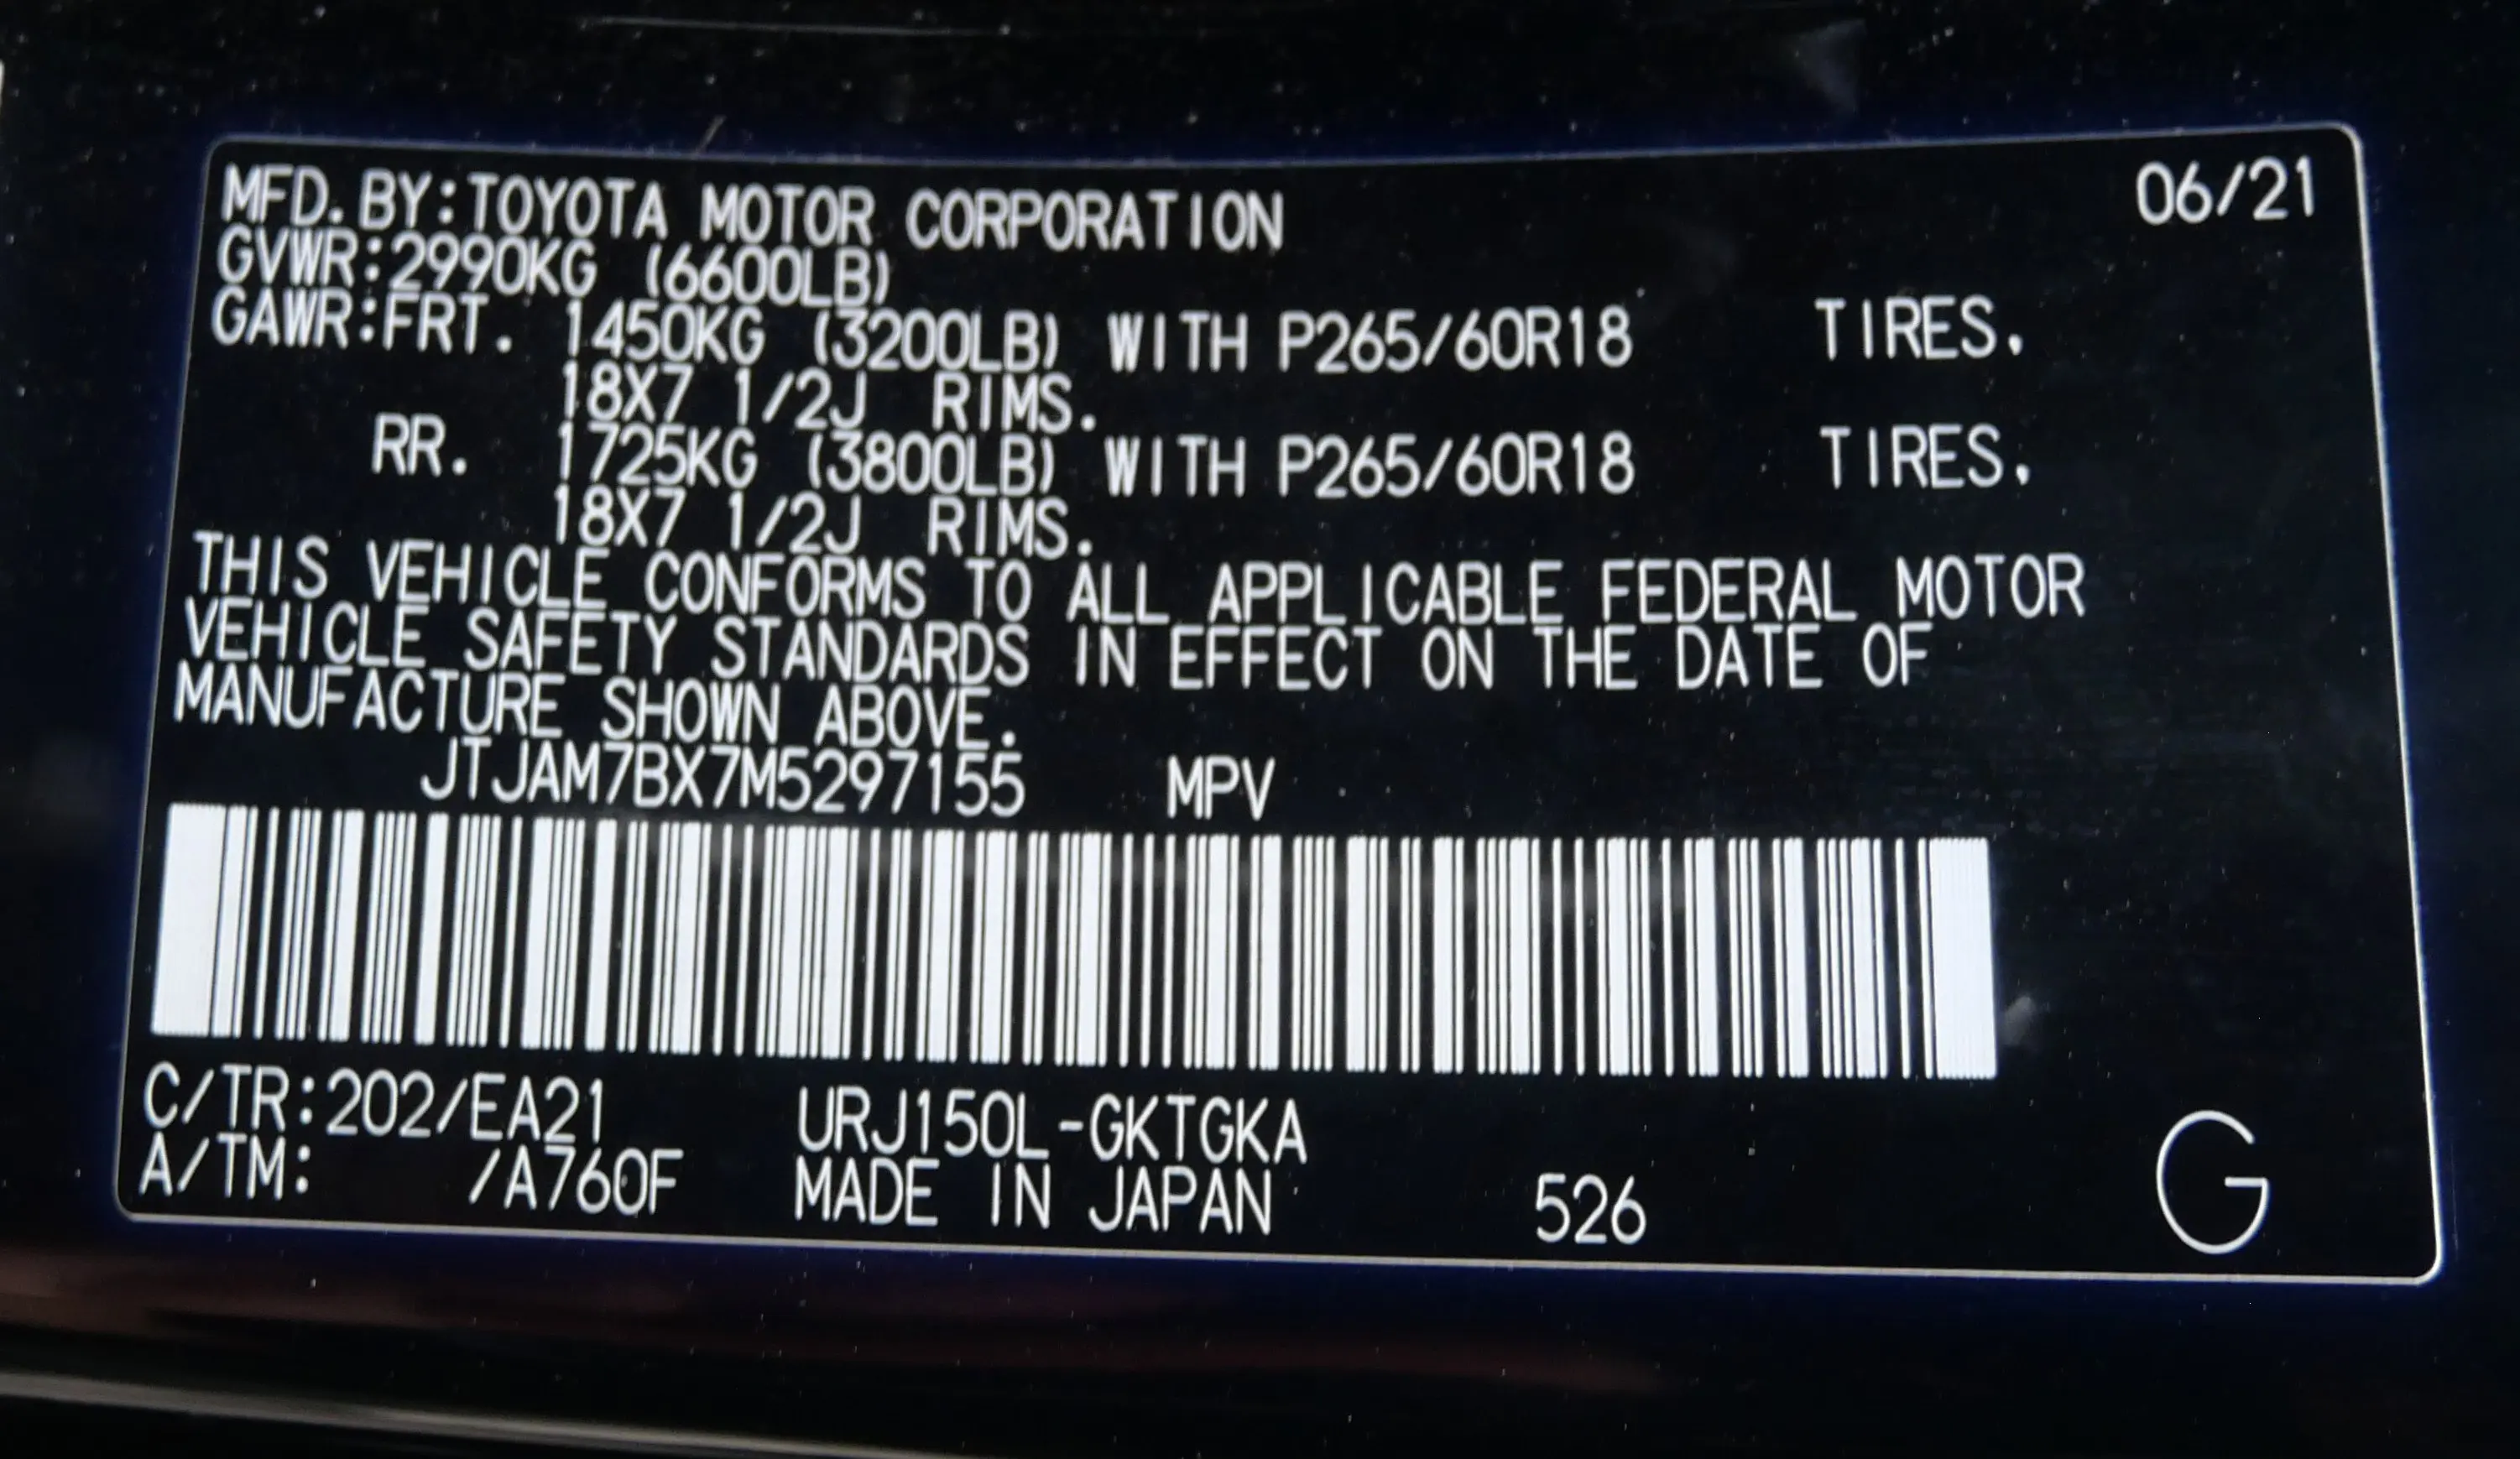 MFD. BY:TOYOTA MOTOR CORPORATION 06/21
GVWR:2990KG (6600LB)
GAWR:FRT. 1450KG (3200LB) WITH P265/60R18 TIRES.
18X7 1/2J RIMS.
RR. 1725KG (3800LB) WITH P265/60R18 TIRES.
18X7 1/2J RIMS.
THIS VEHICLE CONFORMS TO ALL APPLICABLE FEDERAL MOTOR
VEHICLE SAFETY STANDARDS IN EFFECT ON THE DATE OF
MANUFACTURE SHOWN ABOVE.
JTJAM7BX7M5297155 MPV
C/TR:202/EA21 URJ150L-GKTGKA
A/TM: /A760F MADE IN JAPAN 526 G